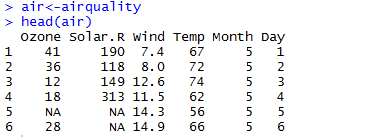 > air<-airquality
> head(air)
  Ozone Solar.R Wind Temp Month Day
1    41     190  7.4   67     5   1
2    36     118  8.0   72     5   2
3    12     149 12.6   74     5   3
4    18     313 11.5   62     5   4
5    NA      NA 14.3   56     5   5
6    28      NA 14.9   66     5   6